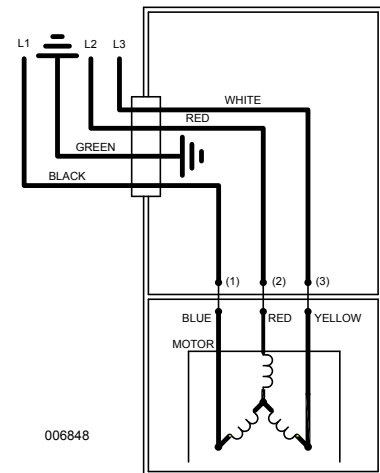 L1
L2
L3
WHITE
RED
GREEN
BLACK
(1)
(2)
(3)
BLUE
RED
YELLOW
MOTOR
006848